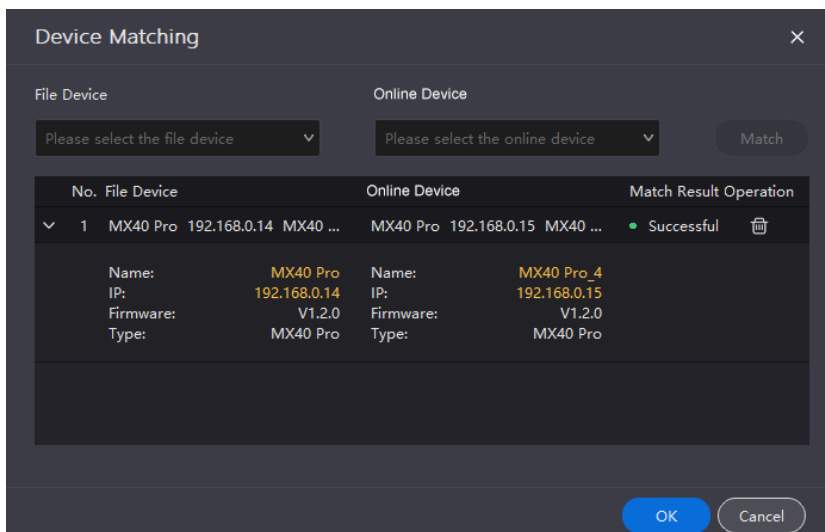 Device Matching
File Device Online Device
Please select the file device Please select the online device Match
No. File Device Online Device Match Result Operation
1 MX40 Pro 192.168.0.14 MX40 ... MX40 Pro 192.168.0.15 MX40 ... Successful
Name: MX40 Pro Name: MX40 Pro_4
IP: 192.168.0.14 IP: 192.168.0.15
Firmware: V1.2.0 Firmware: V1.2.0
Type: MX40 Pro Type: MX40 Pro
OK Cancel